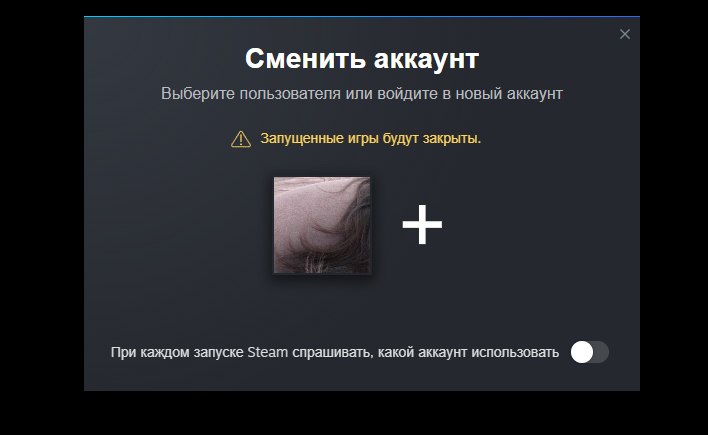 Сменить аккаунт
Выберите пользователя или войдите в новый аккаунт
Запущенные игры будут закрыты.
При каждом запуске Steam спрашивать, какой аккаунт использовать